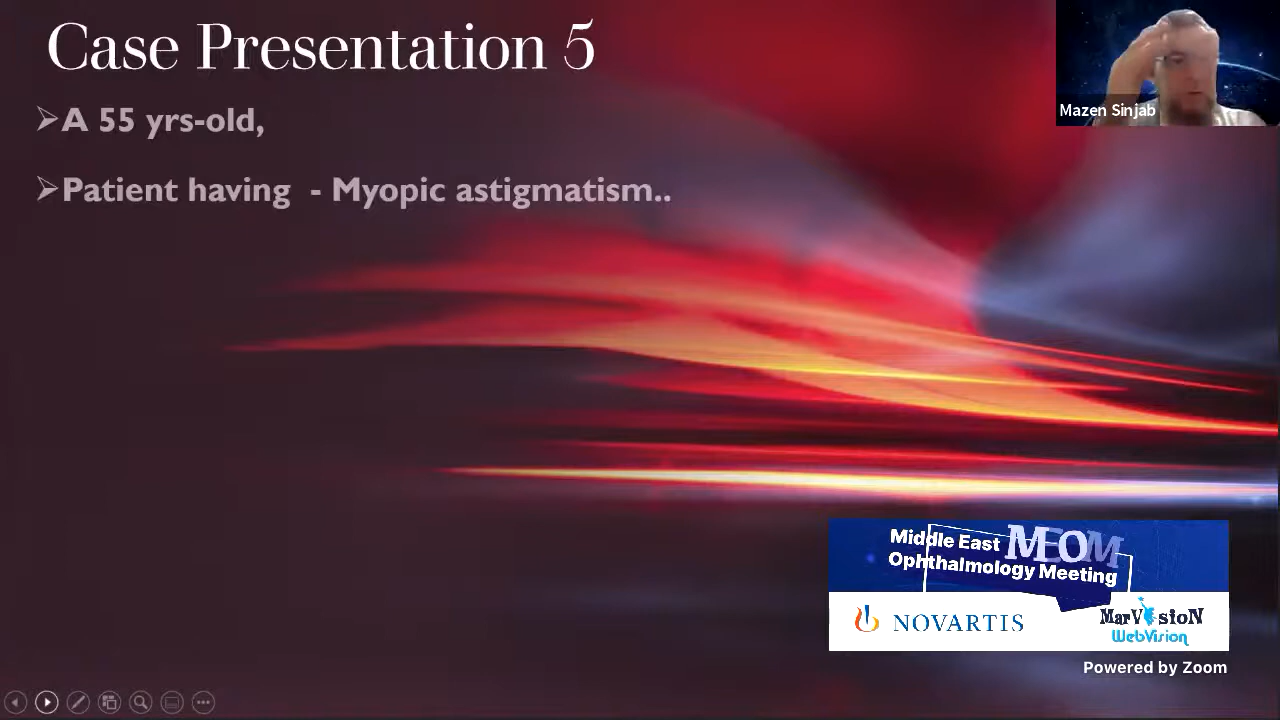 Case Presentation 5
A 55 yrs-old,
Patient having - Myopic astigmatism..
Mazen Sinjab
Middle East MEOM
Ophthalmology Meeting
NOVARTIS
MarVision
WebVision
Powered by Zoom